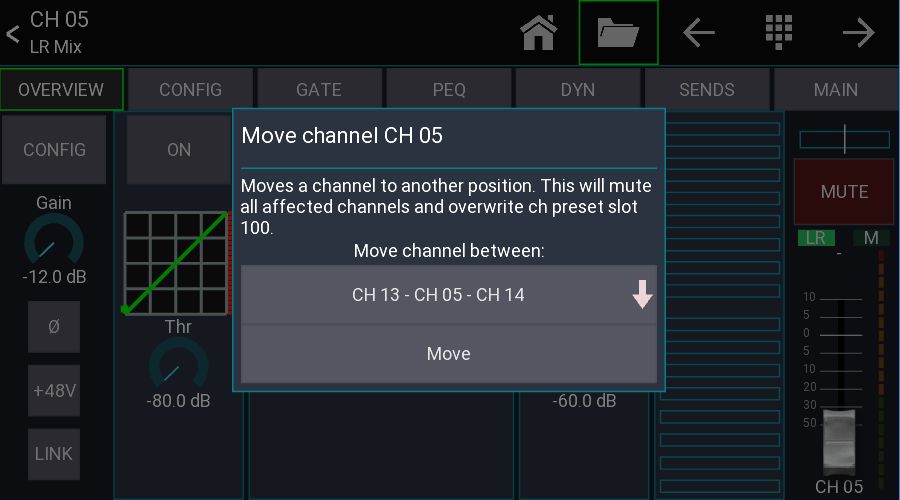 CH 05
LR Mix
OVERVIEW
CONFIG
GATE
PEQ
DYN
SENDS
MAIN
CONFIG
ON
Gain
-12.0 dB
Ø
+48V
LINK
Thr
-80.0 dB
Move channel CH 05
Moves a channel to another position. This will mute
all affected channels and overwrite ch preset slot
100.
Move channel between:
CH 13 - CH 05 - CH 14
Move
-60.0 dB
MUTE
LR
M
-
10
5
0
5
10
20
30
50
CH 05